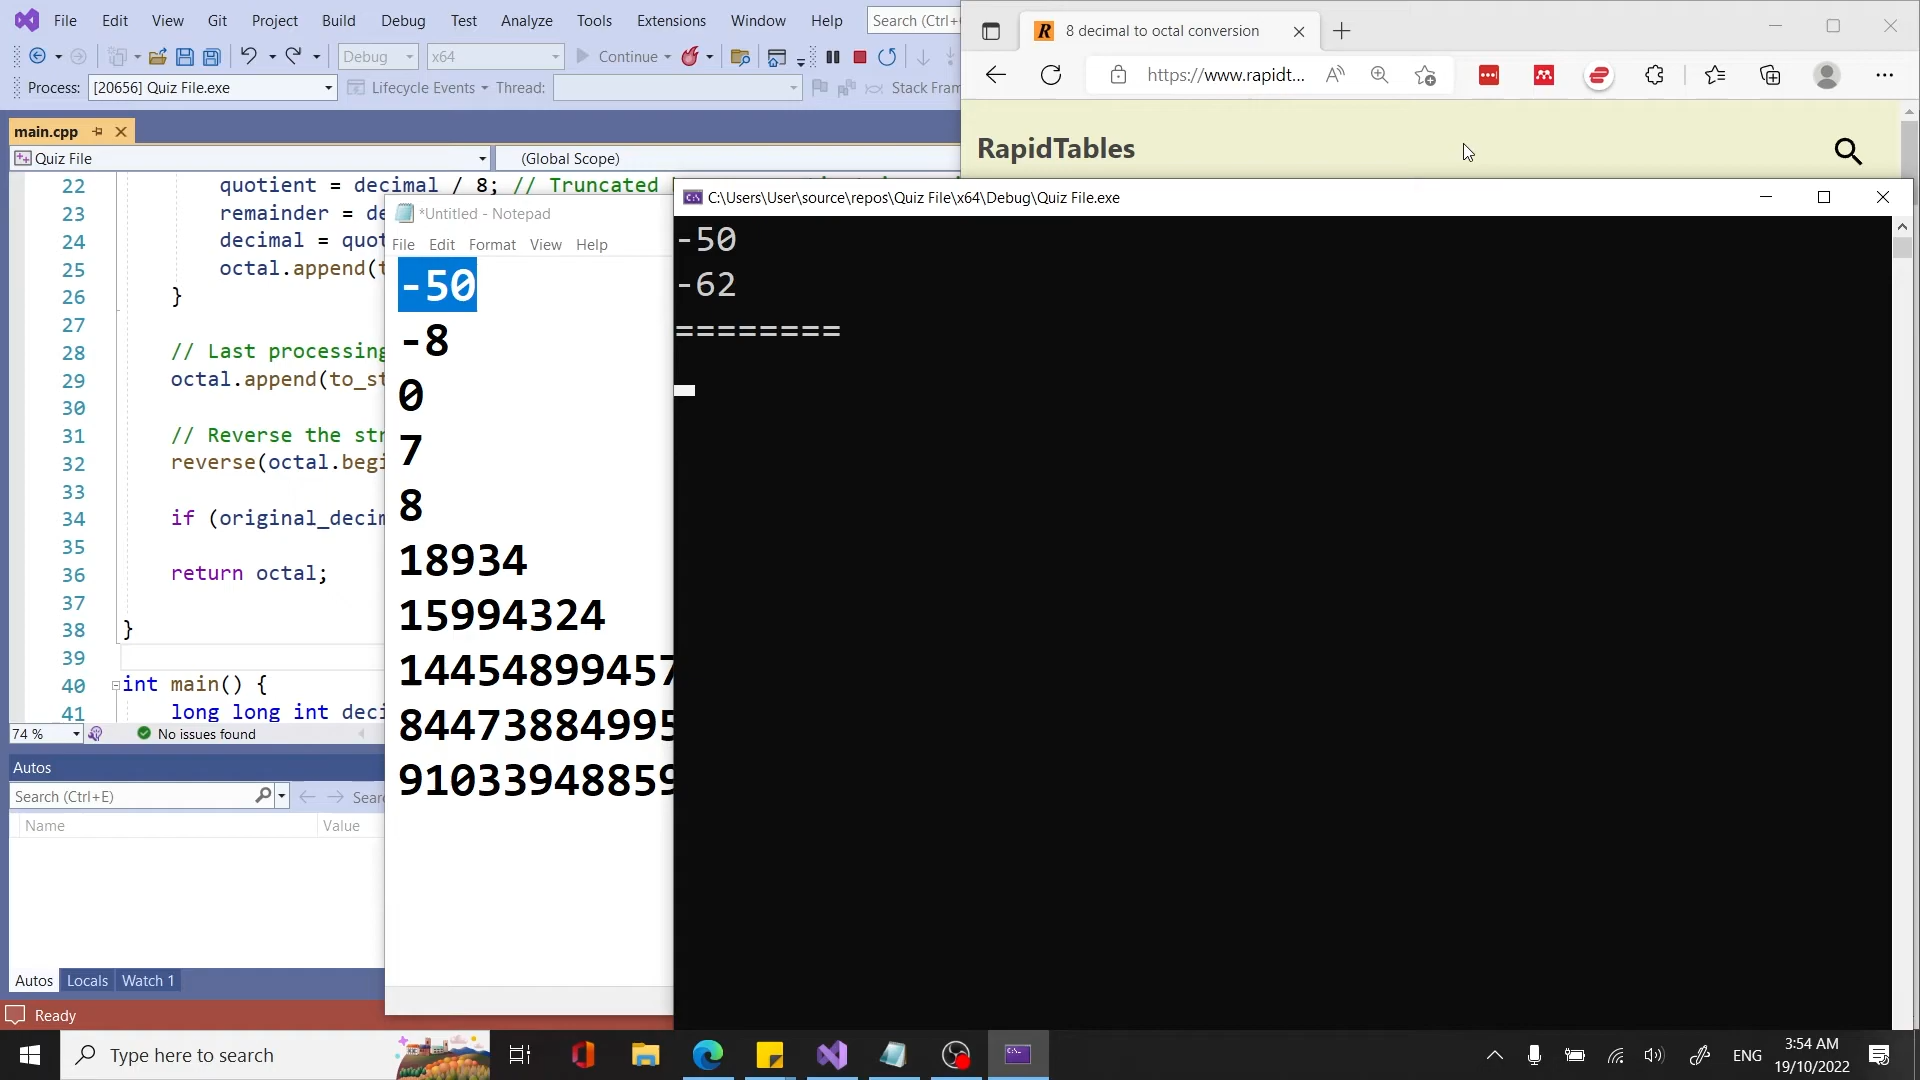 File Edit View Git Project Build Debug Test Analyze Tools Extensions Window Help Search (Ctrl+
Debug x64 Continue
Process: [20656] Quiz File.exe Lifecycle Events Thread: Stack Fram
main.cpp
Quiz File (Global Scope)
22 quotient = decimal / 8; // Truncated
23 remainder = de
24 decimal = quot
25 octal.append(t
26 }
27
28 // Last processing
29 octal.append(to_st
30
31 // Reverse the str
32 reverse(octal.begi
33
34 if (original_decim
35
36 return octal;
37
38 }
39
40 int main() {
41 long long int deci
74 % No issues found
Autos
Search (Ctrl+E) Sear
Name Value
Autos Locals Watch 1
Ready
*Untitled - Notepad
File Edit Format View Help
-50
-8
0
7
8
18934
15994324
14454899457
84473884995
91033948859
8 decimal to octal conversion
https://www.rapidt...
RapidTables
C:\Users\User\source\repos\Quiz File\x64\Debug\Quiz File.exe
-50
-62
========
Type here to search
ENG
3:54 AM
19/10/2022